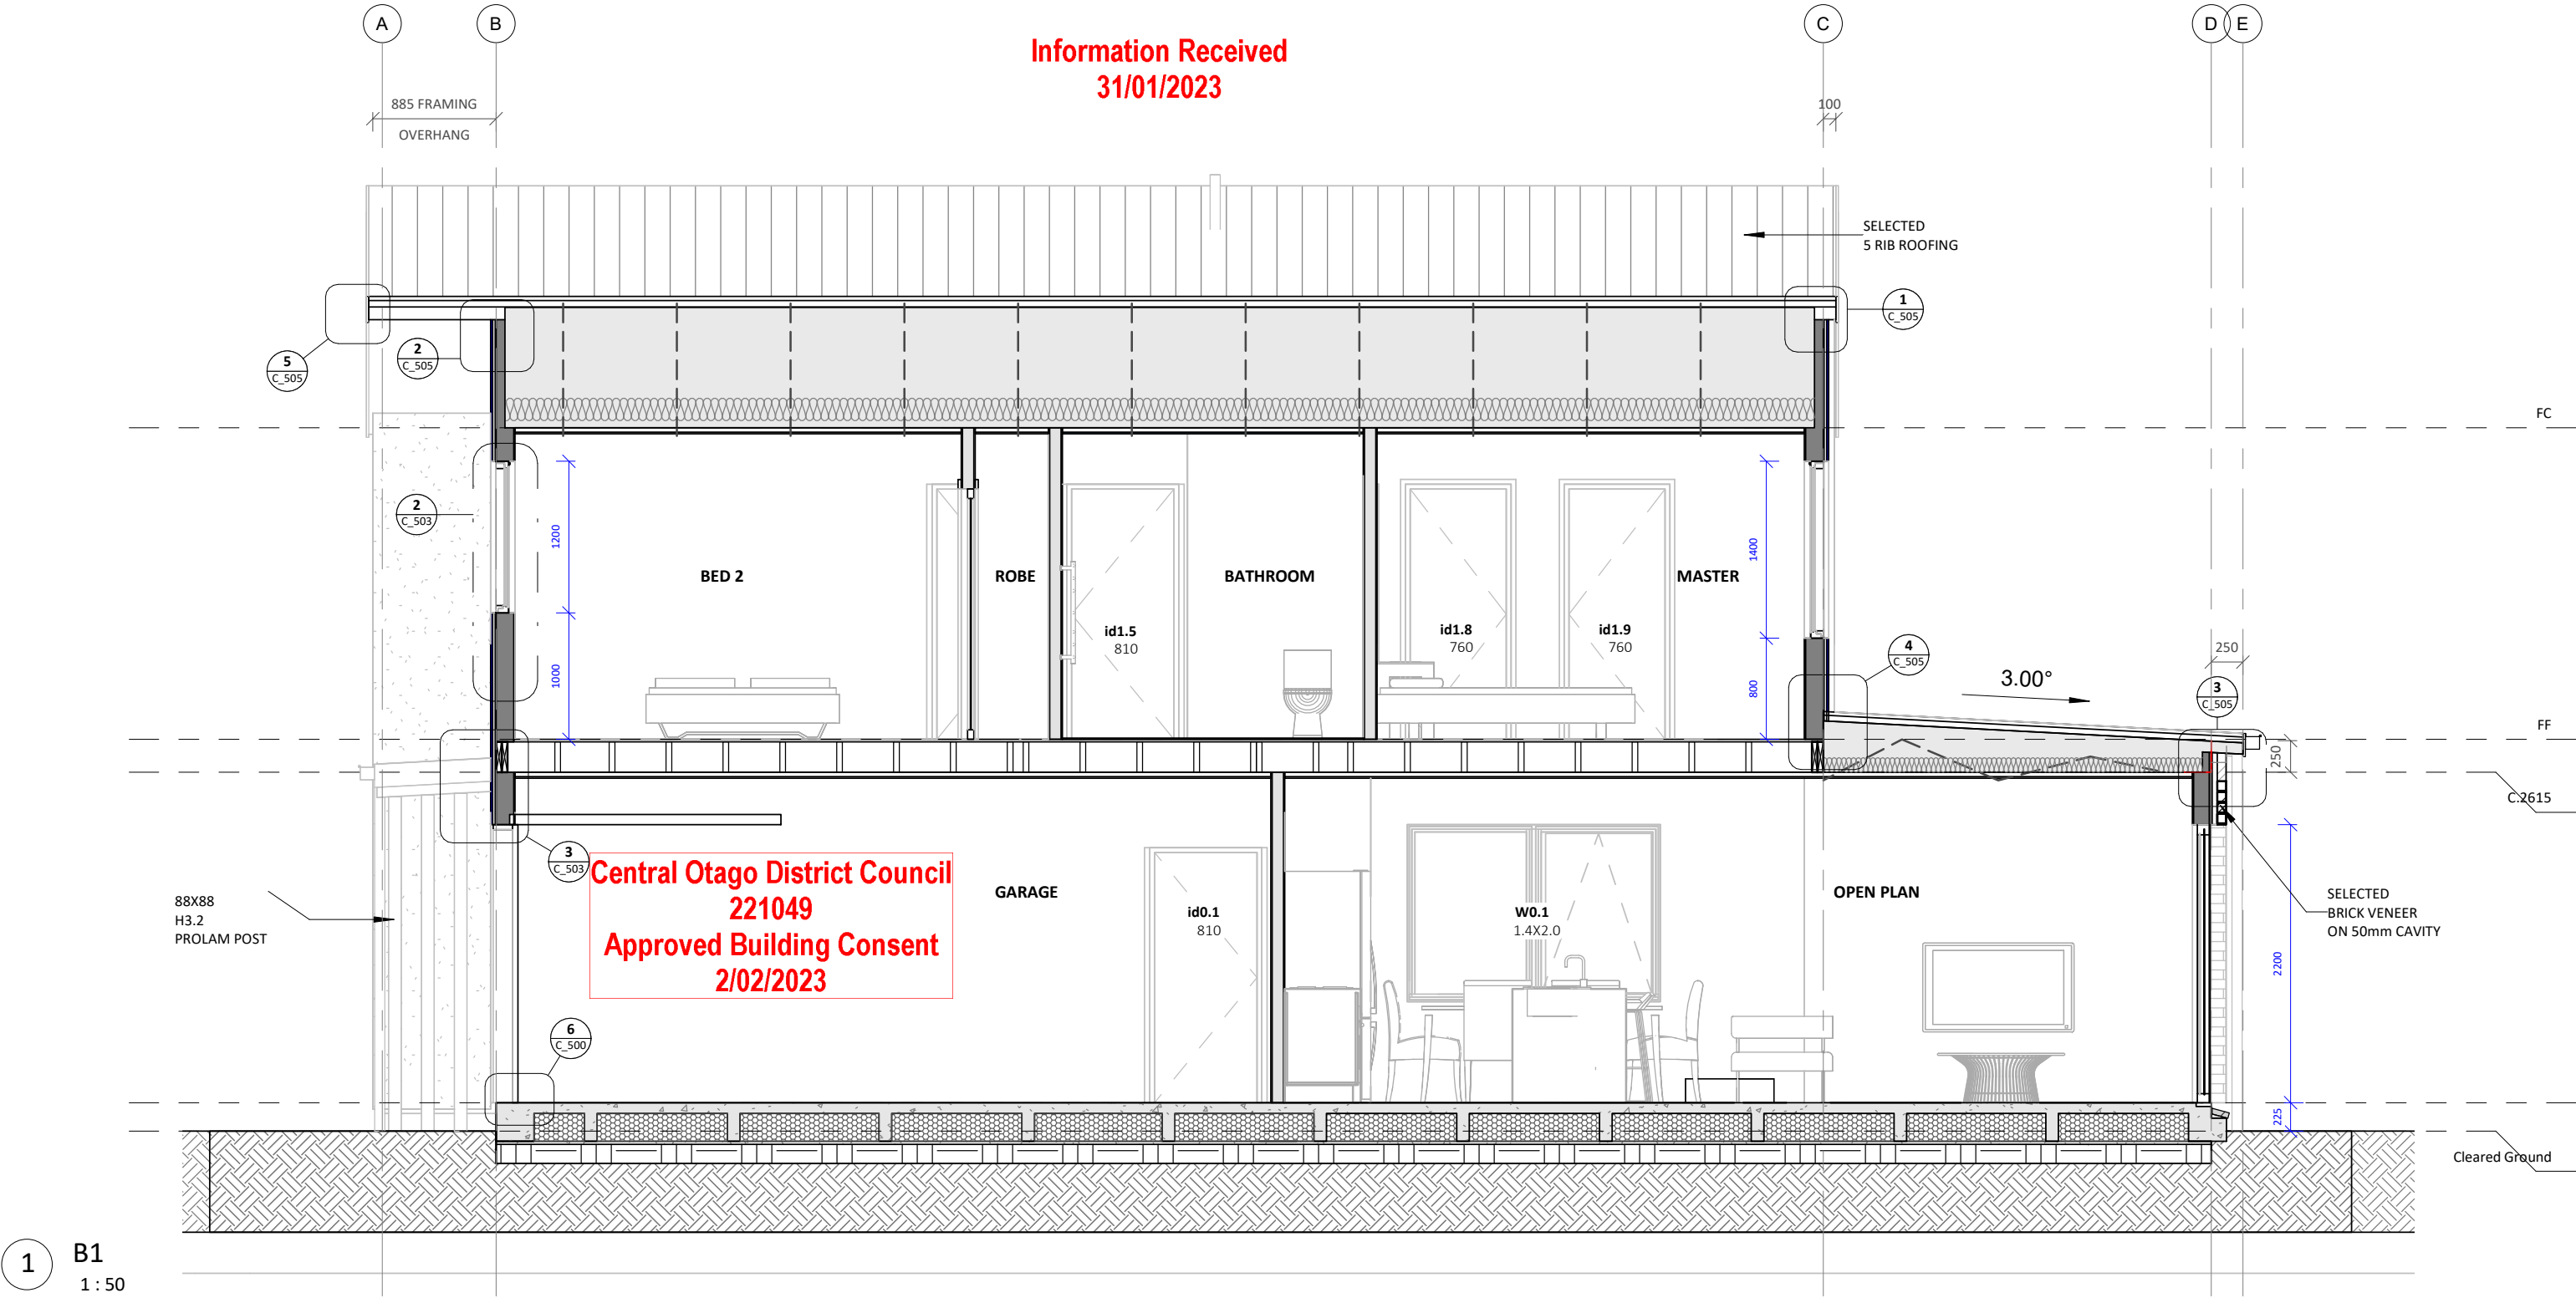 A
B
C
D
E
Information Received
31/01/2023
885 FRAMING
OVERHANG
100
SELECTED
5 RIB ROOFING
1
C_505
5
C_505
2
C_505
FC
2
C_503
1200
1400
BED 2
ROBE
BATHROOM
MASTER
id1.5
810
id1.8
760
id1.9
760
1000
800
4
C_505
3.00°
250
3
C_505
FF
250
C.2615
3
C_503
Central Otago District Council
221049
Approved Building Consent
2/02/2023
GARAGE
id0.1
810
W0.1
1.4X2.0
OPEN PLAN
88X88
H3.2
PROLAM POST
SELECTED
BRICK VENEER
ON 50mm CAVITY
2200
6
C_500
225
Cleared Ground
1
B1
1 : 50